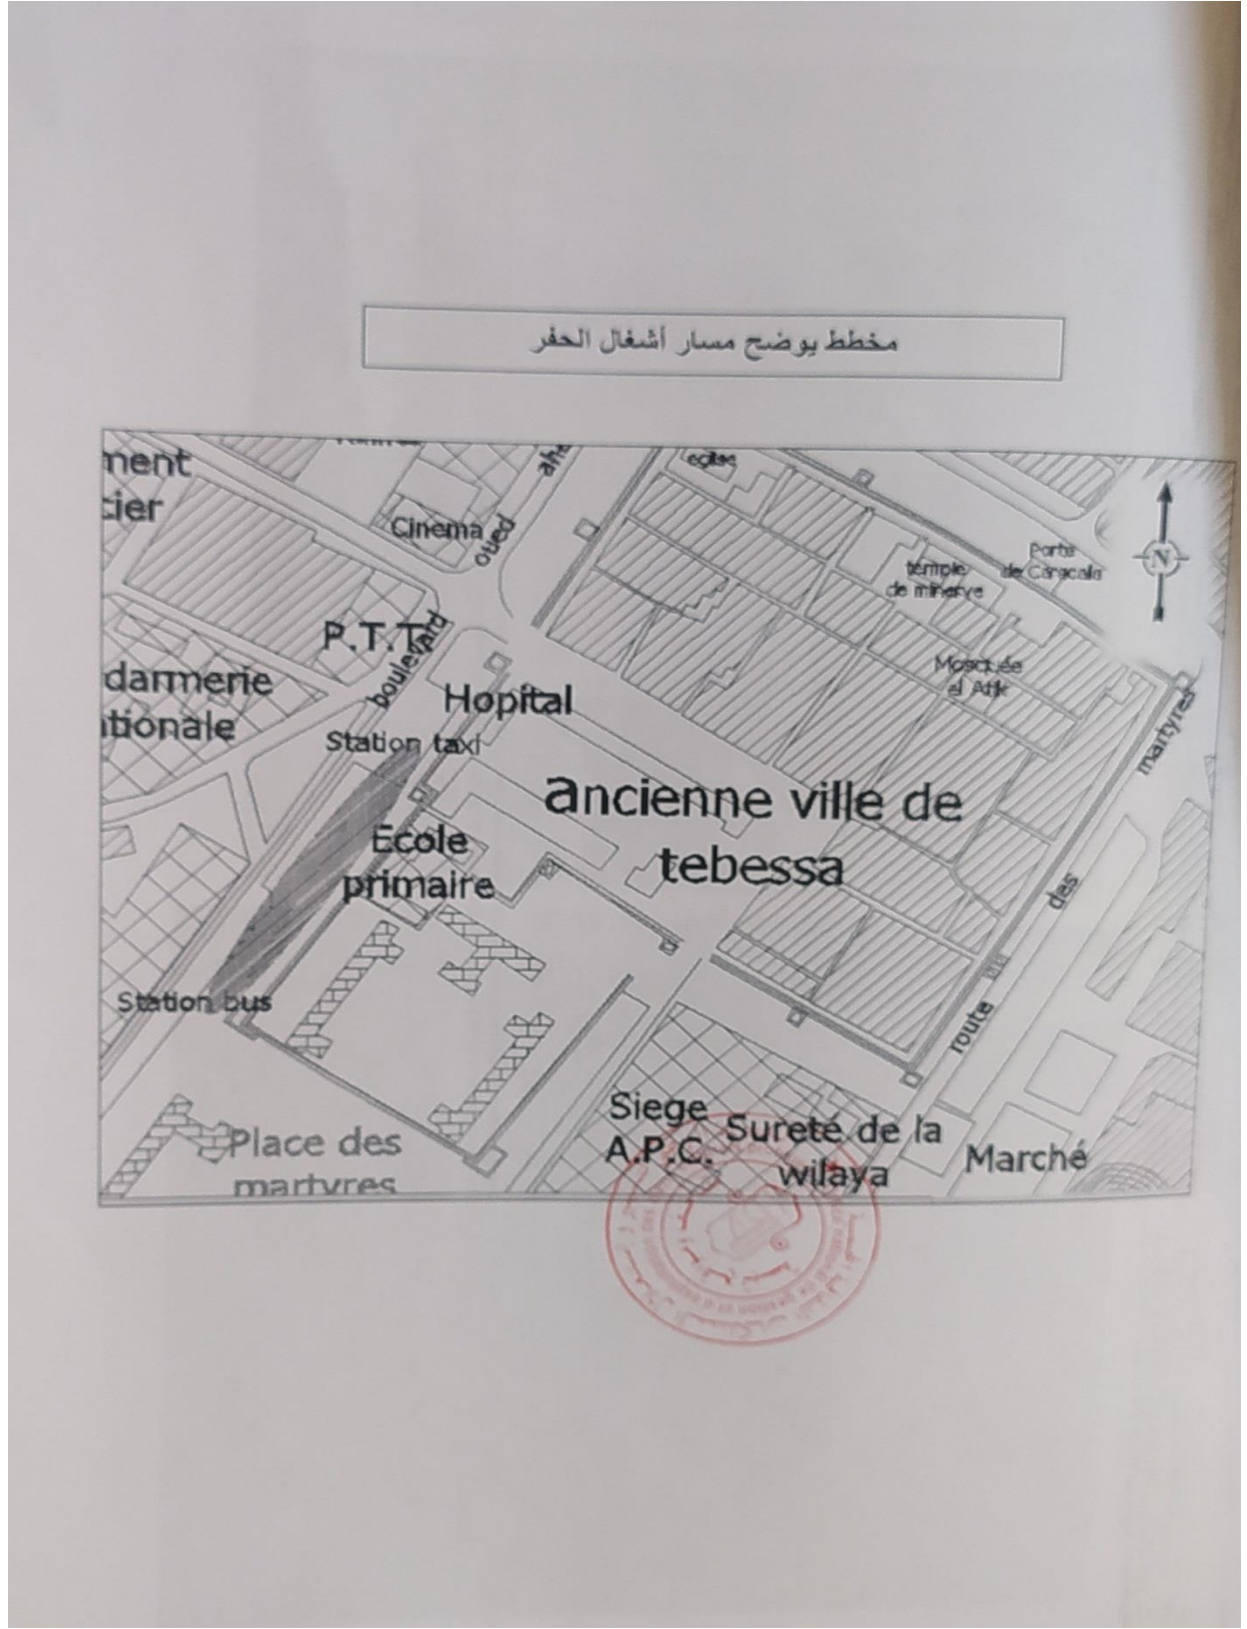 مخطط يوضح مسار أشغال الحفر
ment
cier
Cinema
oued
eglise
Porte
de Caracala
temple
de minerve
N
P.T.T
boulevard
darmerie
ationale
Hopital
Mosquée
el Atik
martyres
Station taxi
ancienne ville de
tebessa
Ecole
primaire
des
Station bus
route
Siege
A.P.C.
Sureté de la
wilaya
Marché
Place des
martyres